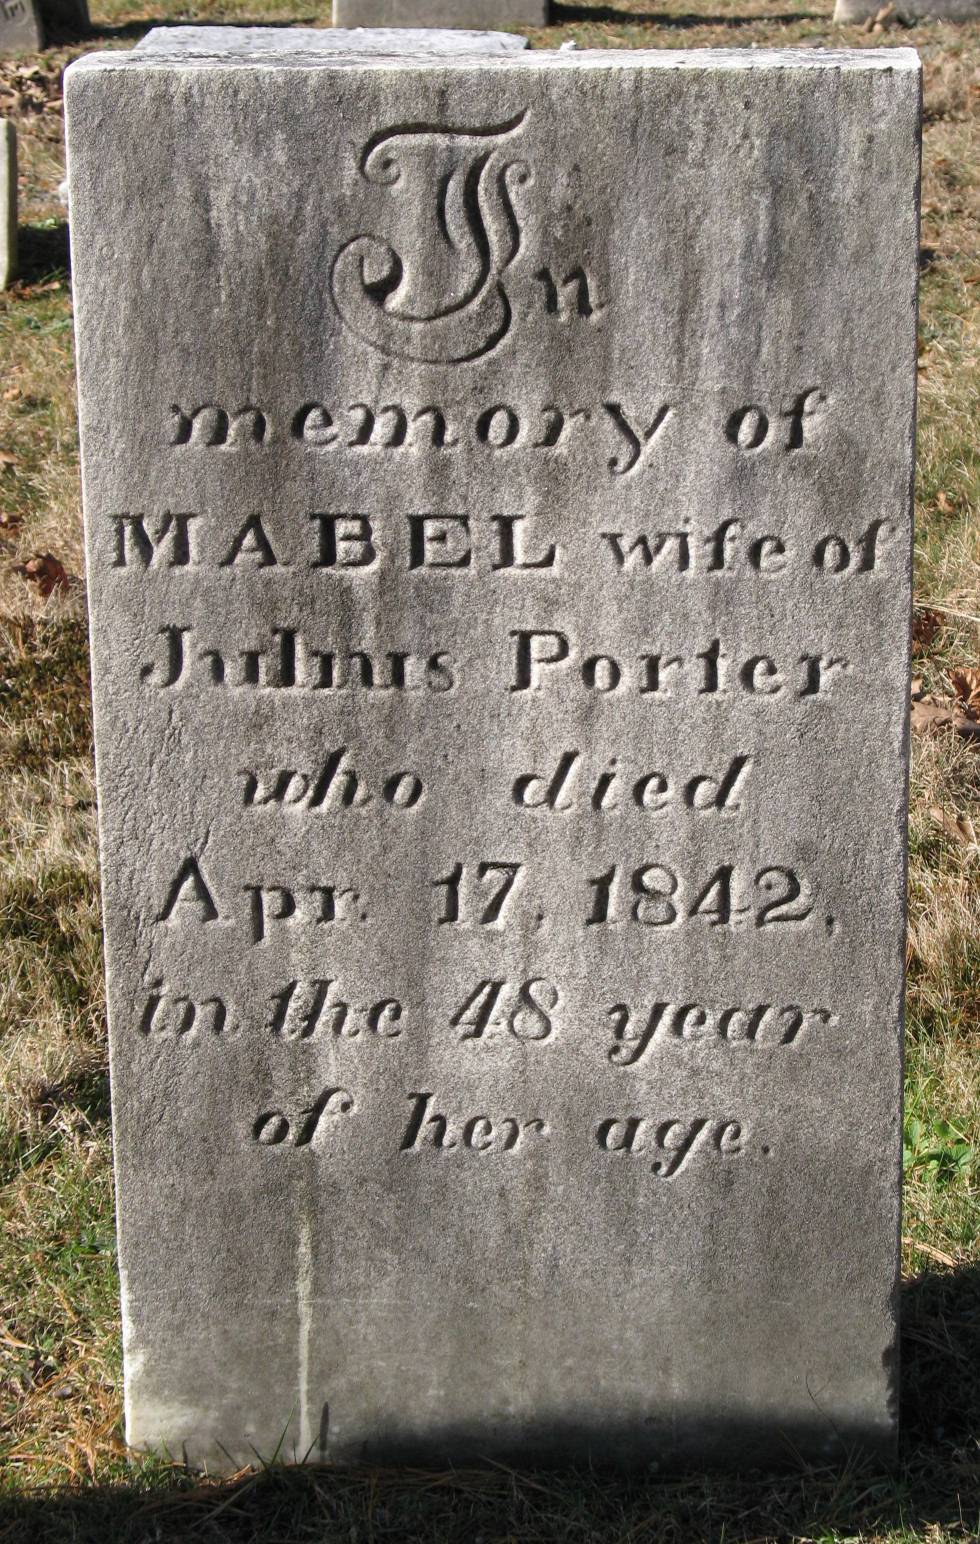 In
memory of
MABEL wife of
Julius Porter
who died
Apr. 17, 1842,
in the 48 year
of her age.